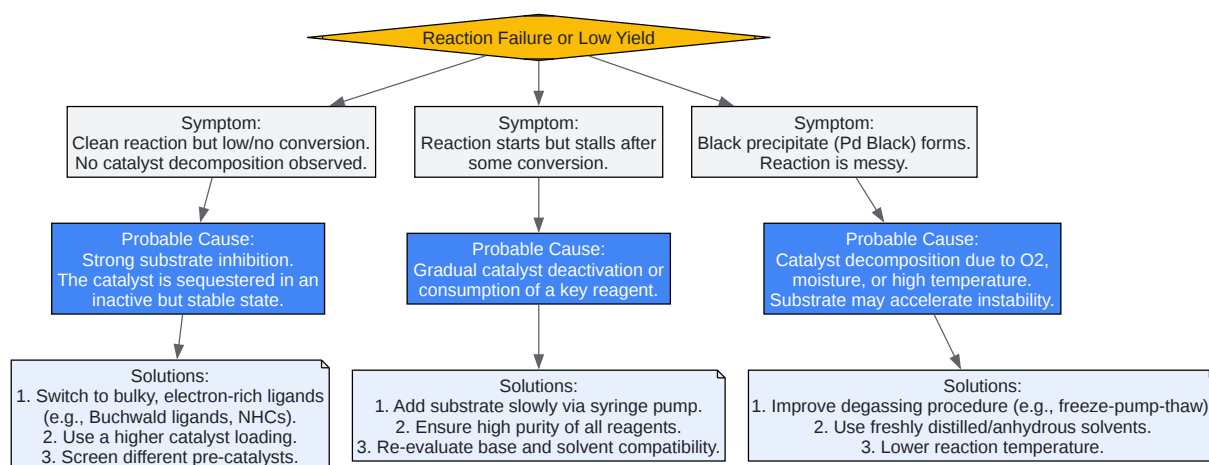 Reaction Failure or Low Yield
Symptom:
Clean reaction but low/no conversion.
No catalyst decomposition observed.
Symptom:
Reaction starts but stalls after
some conversion.
Symptom:
Black precipitate (Pd Black) forms.
Reaction is messy.
Probable Cause:
Strong substrate inhibition.
The catalyst is sequestered in an
inactive but stable state.
Probable Cause:
Gradual catalyst deactivation or
consumption of a key reagent.
Probable Cause:
Catalyst decomposition due to O2,
moisture, or high temperature.
Substrate may accelerate instability.
Solutions:
1. Switch to bulky, electron-rich ligands
(e.g., Buchwald ligands, NHCs).
2. Use a higher catalyst loading.
3. Screen different pre-catalysts.
Solutions:
1. Add substrate slowly via syringe pump.
2. Ensure high purity of all reagents.
3. Re-evaluate base and solvent compatibility.
Solutions:
1. Improve degassing procedure (e.g., freeze-pump-thaw)
2. Use freshly distilled/anhydrous solvents.
3. Lower reaction temperature.